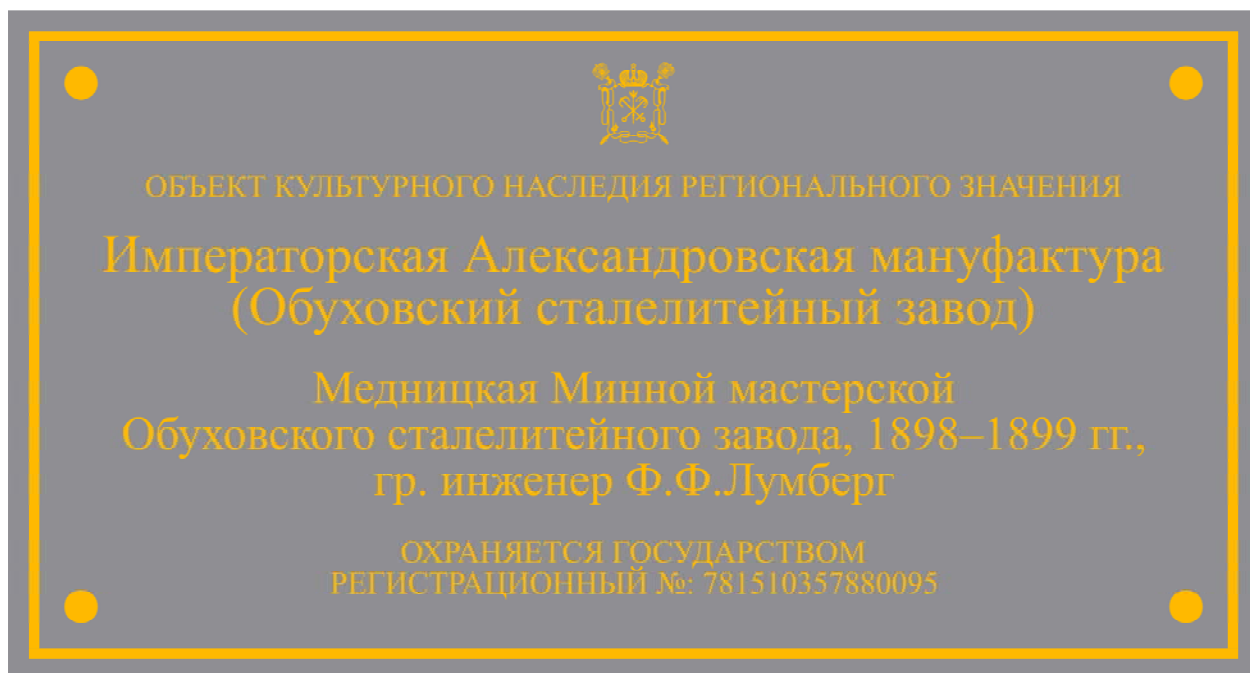 ОБЪЕКТ КУЛЬТУРНОГО НАСЛЕДИЯ РЕГИОНАЛЬНОГО ЗНАЧЕНИЯ
Императорская Александровская мануфактура
(Обуховский сталелитейный завод)
Медницкая Минной мастерской
Обуховского сталелитейного завода, 1898–1899 гг.,
гр. инженер Ф.Ф.Лумберг
ОХРАНЯЕТСЯ ГОСУДАРСТВОМ
РЕГИСТРАЦИОННЫЙ №: 781510357880095